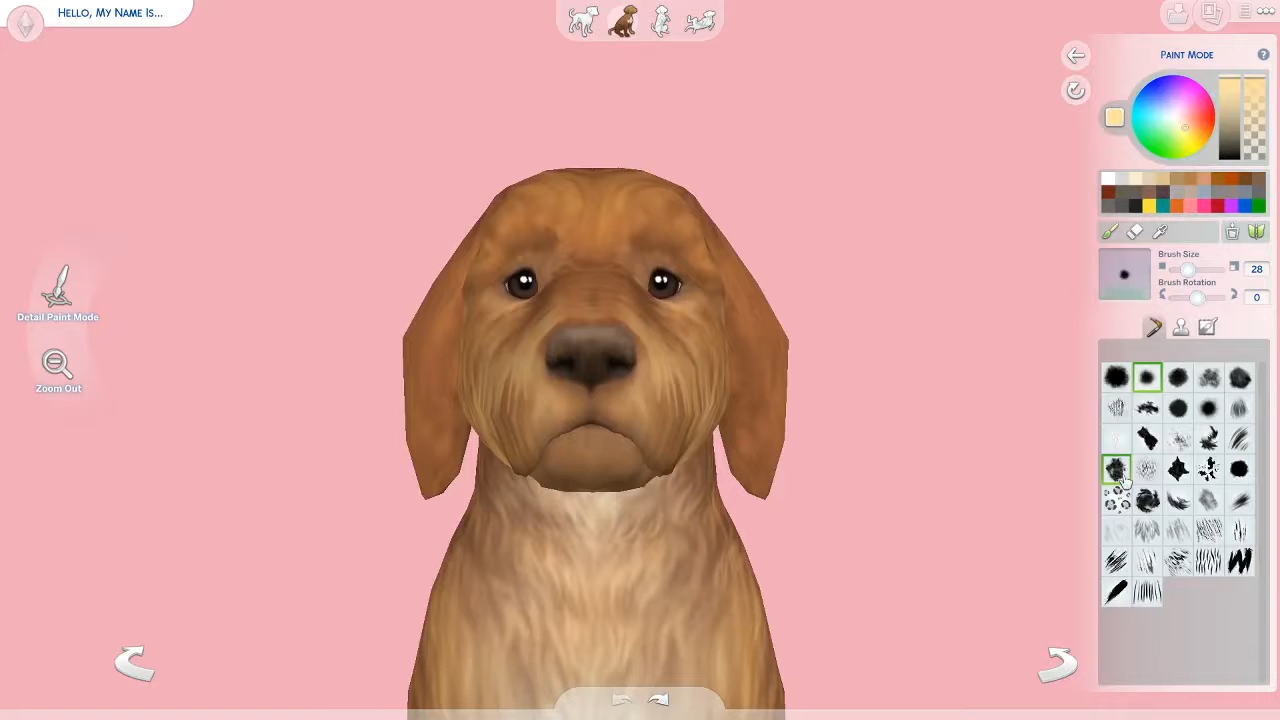 Hello, My Name Is...
Paint Mode
?
Brush Size
28
Brush Rotation
0
Detail Paint Mode
Zoom Out